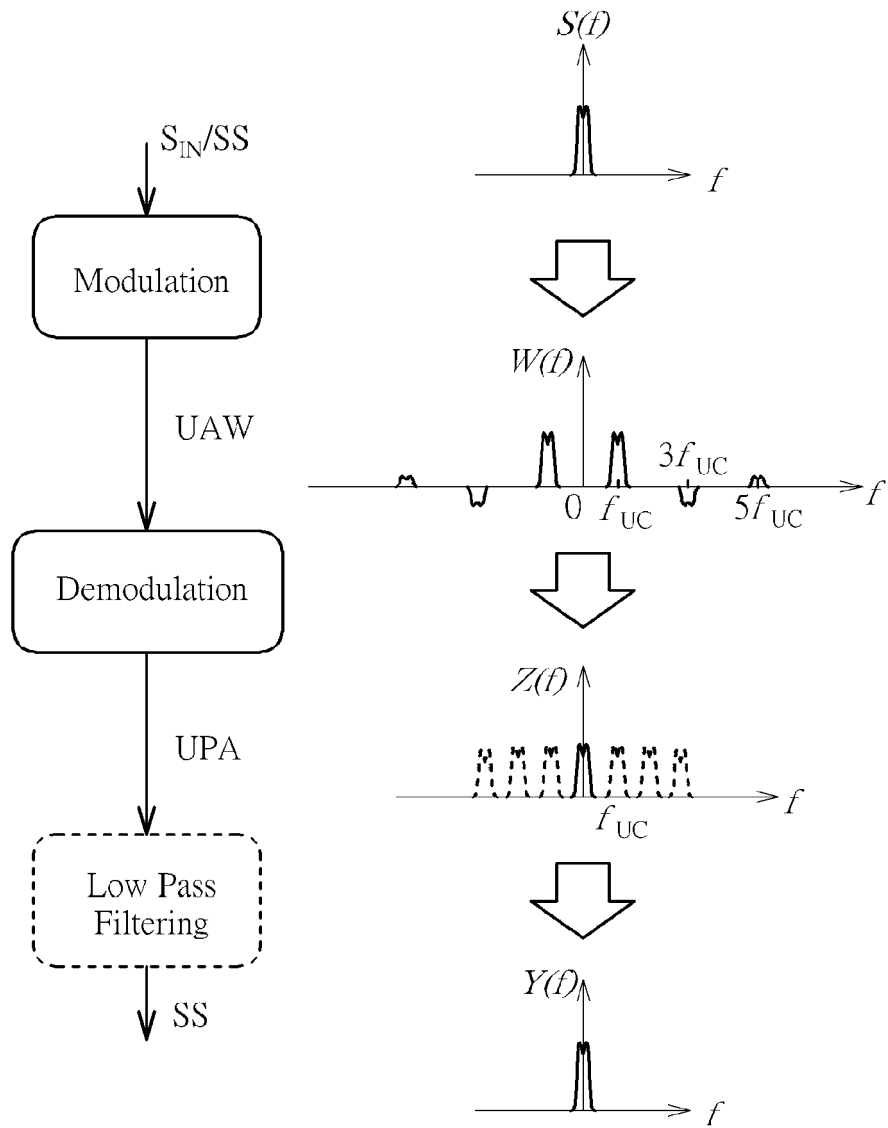 S(f)
S_IN/SS
f
Modulation
W(f)
UAW
3f_UC
f
0
f_UC
5f_UC
Demodulation
Z(f)
UPA
f
f_UC
Low Pass
Filtering
Y(f)
SS
f